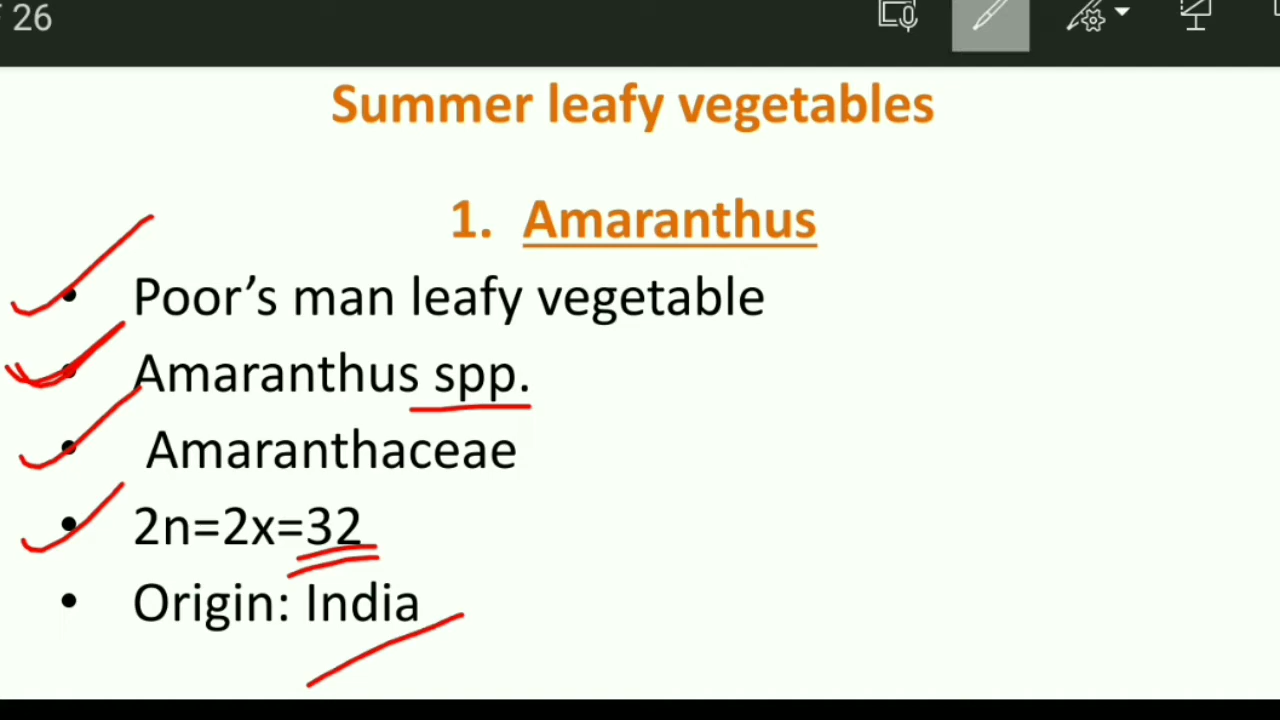 26
Summer leafy vegetables
1. Amaranthus
• Poor’s man leafy vegetable
• Amaranthus spp.
• Amaranthaceae
• 2n=2x=32
• Origin: India